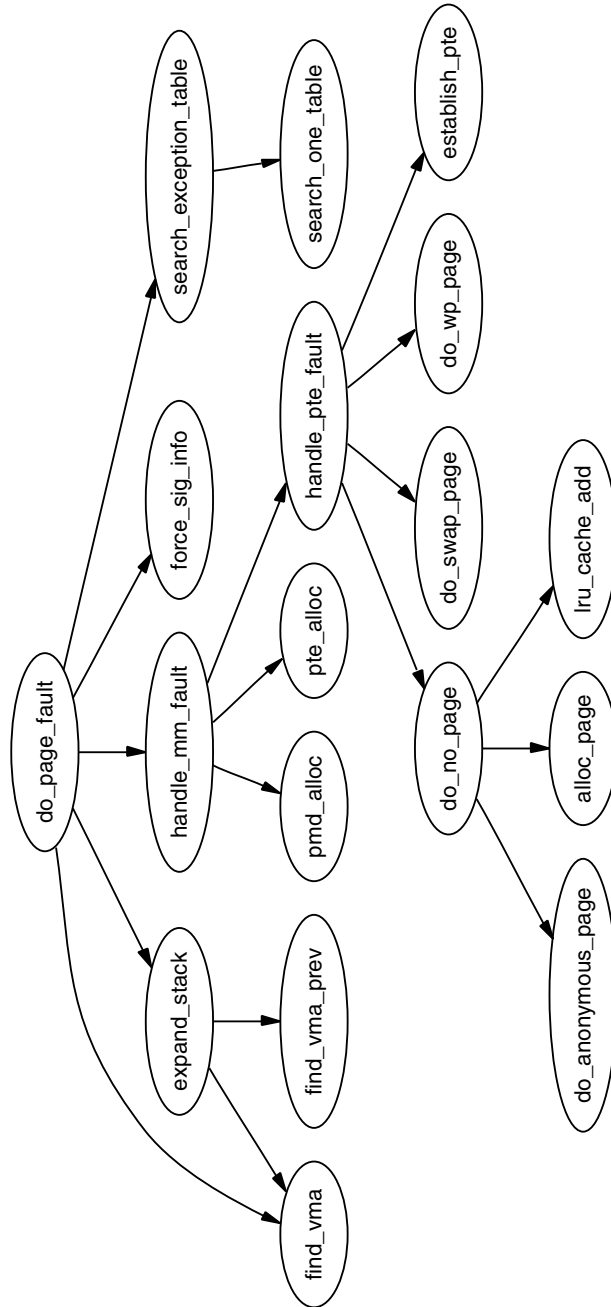 do_page_fault
expand_stack
handle_mm_fault
force_sig_info
search_exception_table
find_vma
find_vma_prev
pmd_alloc
pte_alloc
handle_pte_fault
search_one_table
do_no_page
do_swap_page
do_wp_page
establish_pte
do_anonymous_page
alloc_page
lru_cache_add